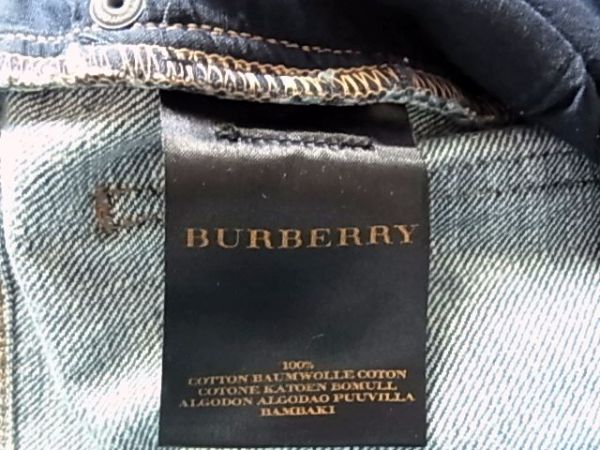 BURBERRY
100%
COTTON BAUMWOLLE COTON
COTONE KATOEN BOMULL
ALGODON ALGODAO PUUVILLA
BAMBAKI